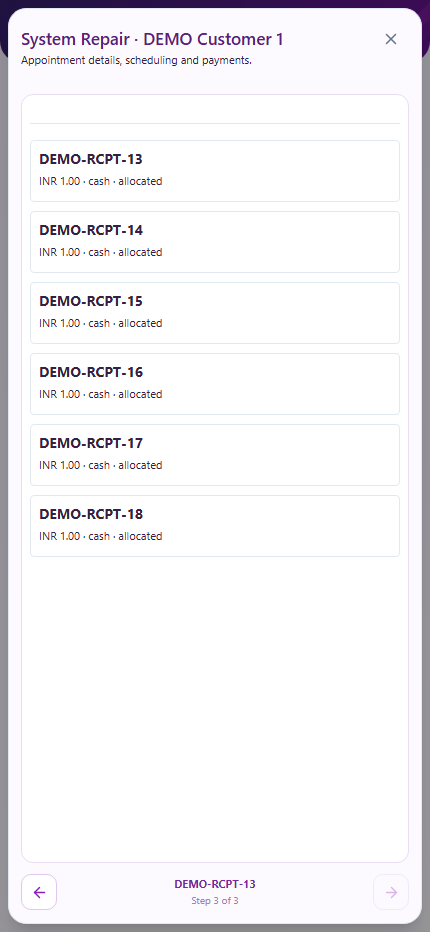 System Repair · DEMO Customer 1
Appointment details, scheduling and payments.
DEMO-RCPT-13
INR 1.00 · cash · allocated
DEMO-RCPT-14
INR 1.00 · cash · allocated
DEMO-RCPT-15
INR 1.00 · cash · allocated
DEMO-RCPT-16
INR 1.00 · cash · allocated
DEMO-RCPT-17
INR 1.00 · cash · allocated
DEMO-RCPT-18
INR 1.00 · cash · allocated
DEMO-RCPT-13
Step 3 of 3